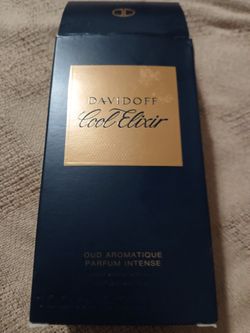 DAVIDOFF
Cool Elixir
OUD AROMATIQUE
PARFUM INTENSE